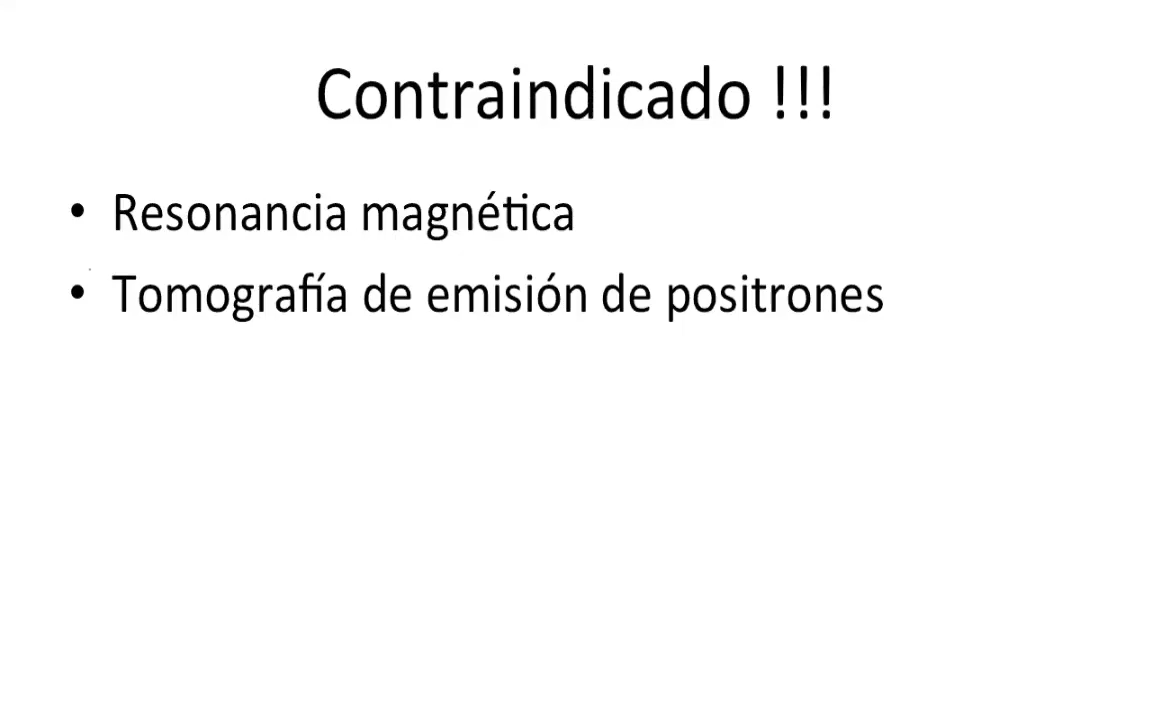 Contraindicado !!!
• Resonancia magnética
• Tomografía de emisión de positrones